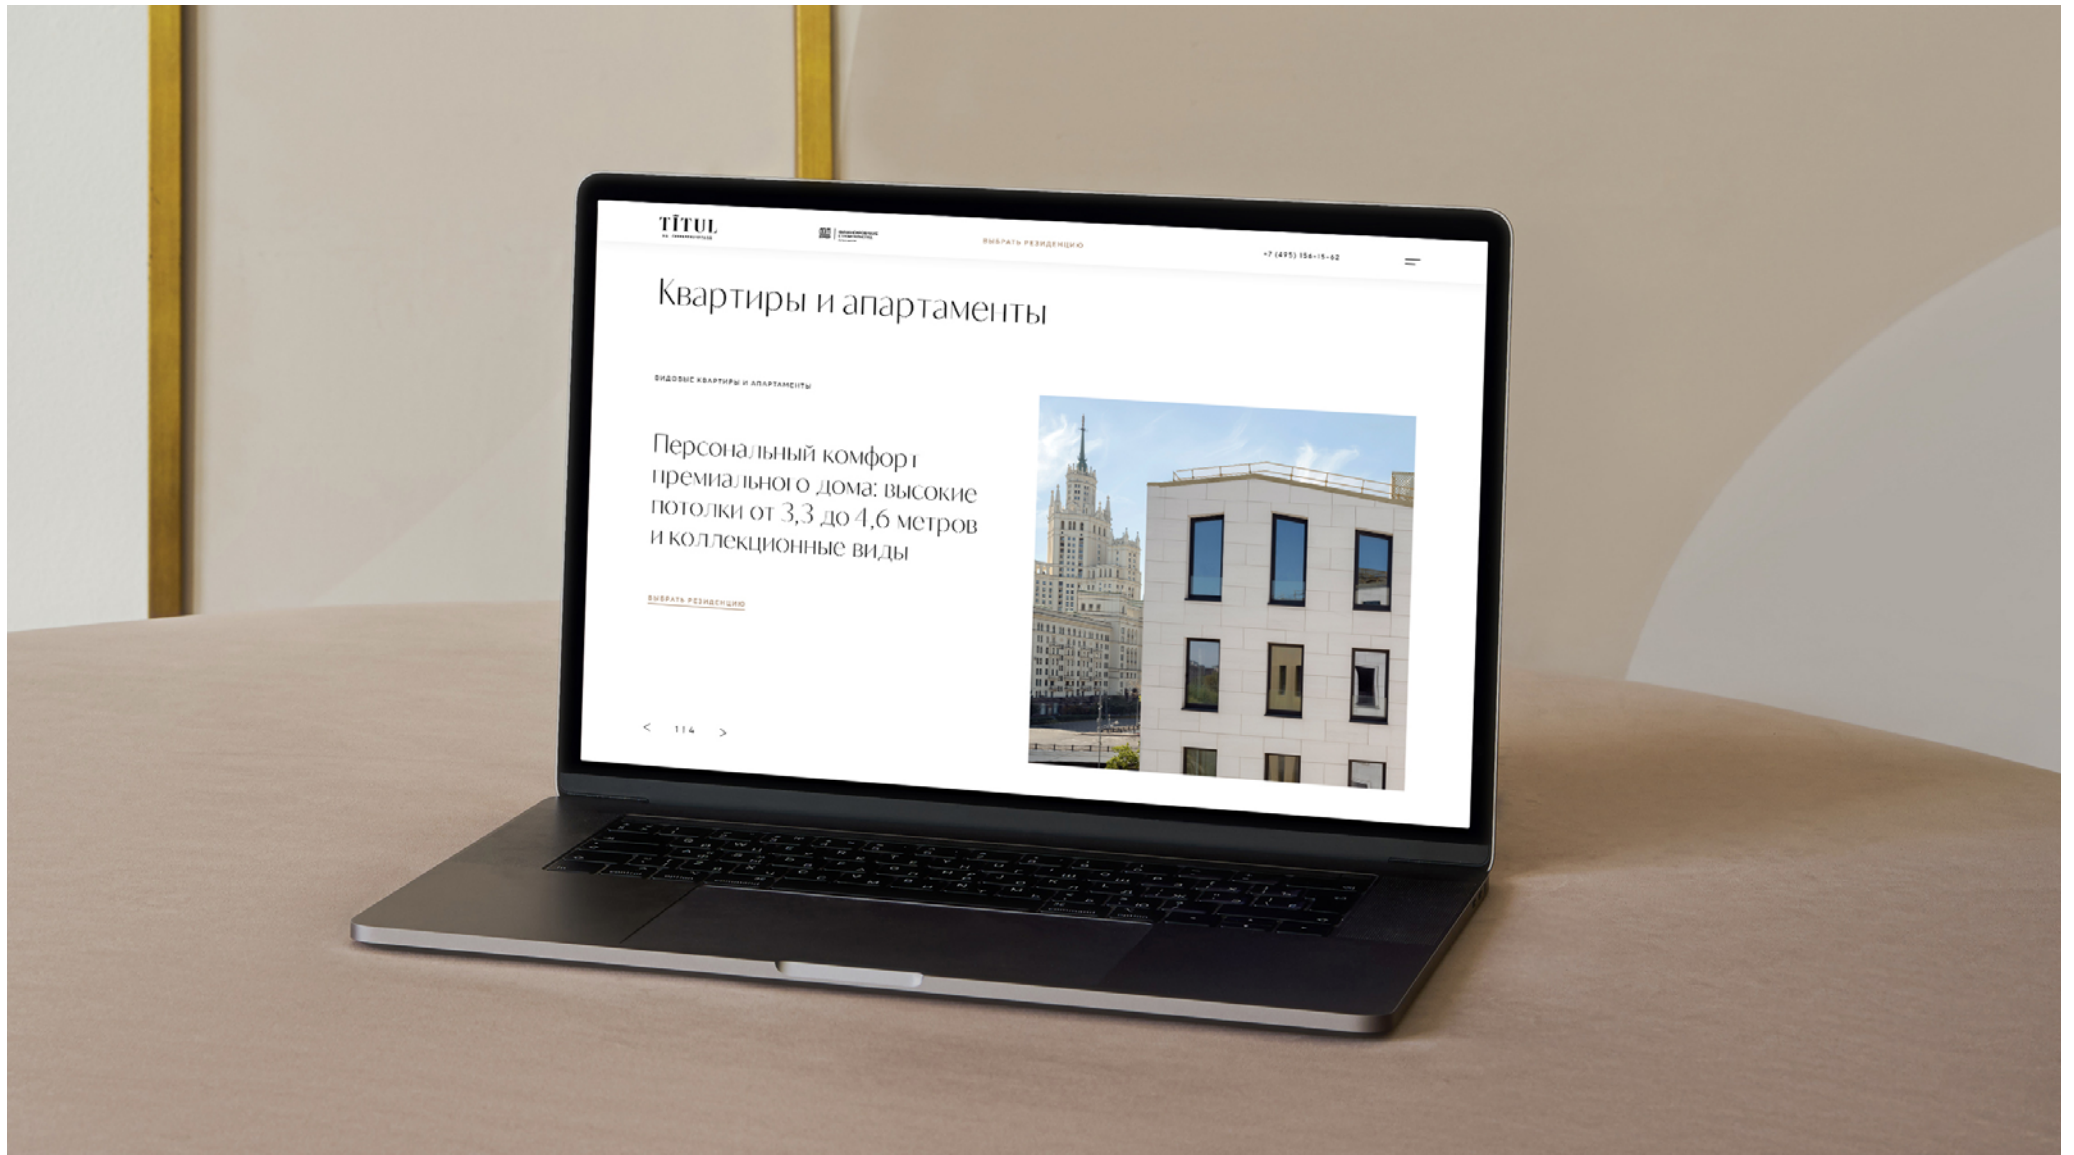 TĪTUL
ВЫБРАТЬ РЕЗИДЕНЦИЮ
+7 (495) 156-15-62
Квартиры и апартаменты
ВИДОВЫЕ КВАРТИРЫ И АПАРТАМЕНТЫ
Персональный комфорт
премиального дома: высокие
потолки от 3,3 до 4,6 метров
и коллекционные виды
ВЫБРАТЬ РЕЗИДЕНЦИЮ
< 1 | 4 >